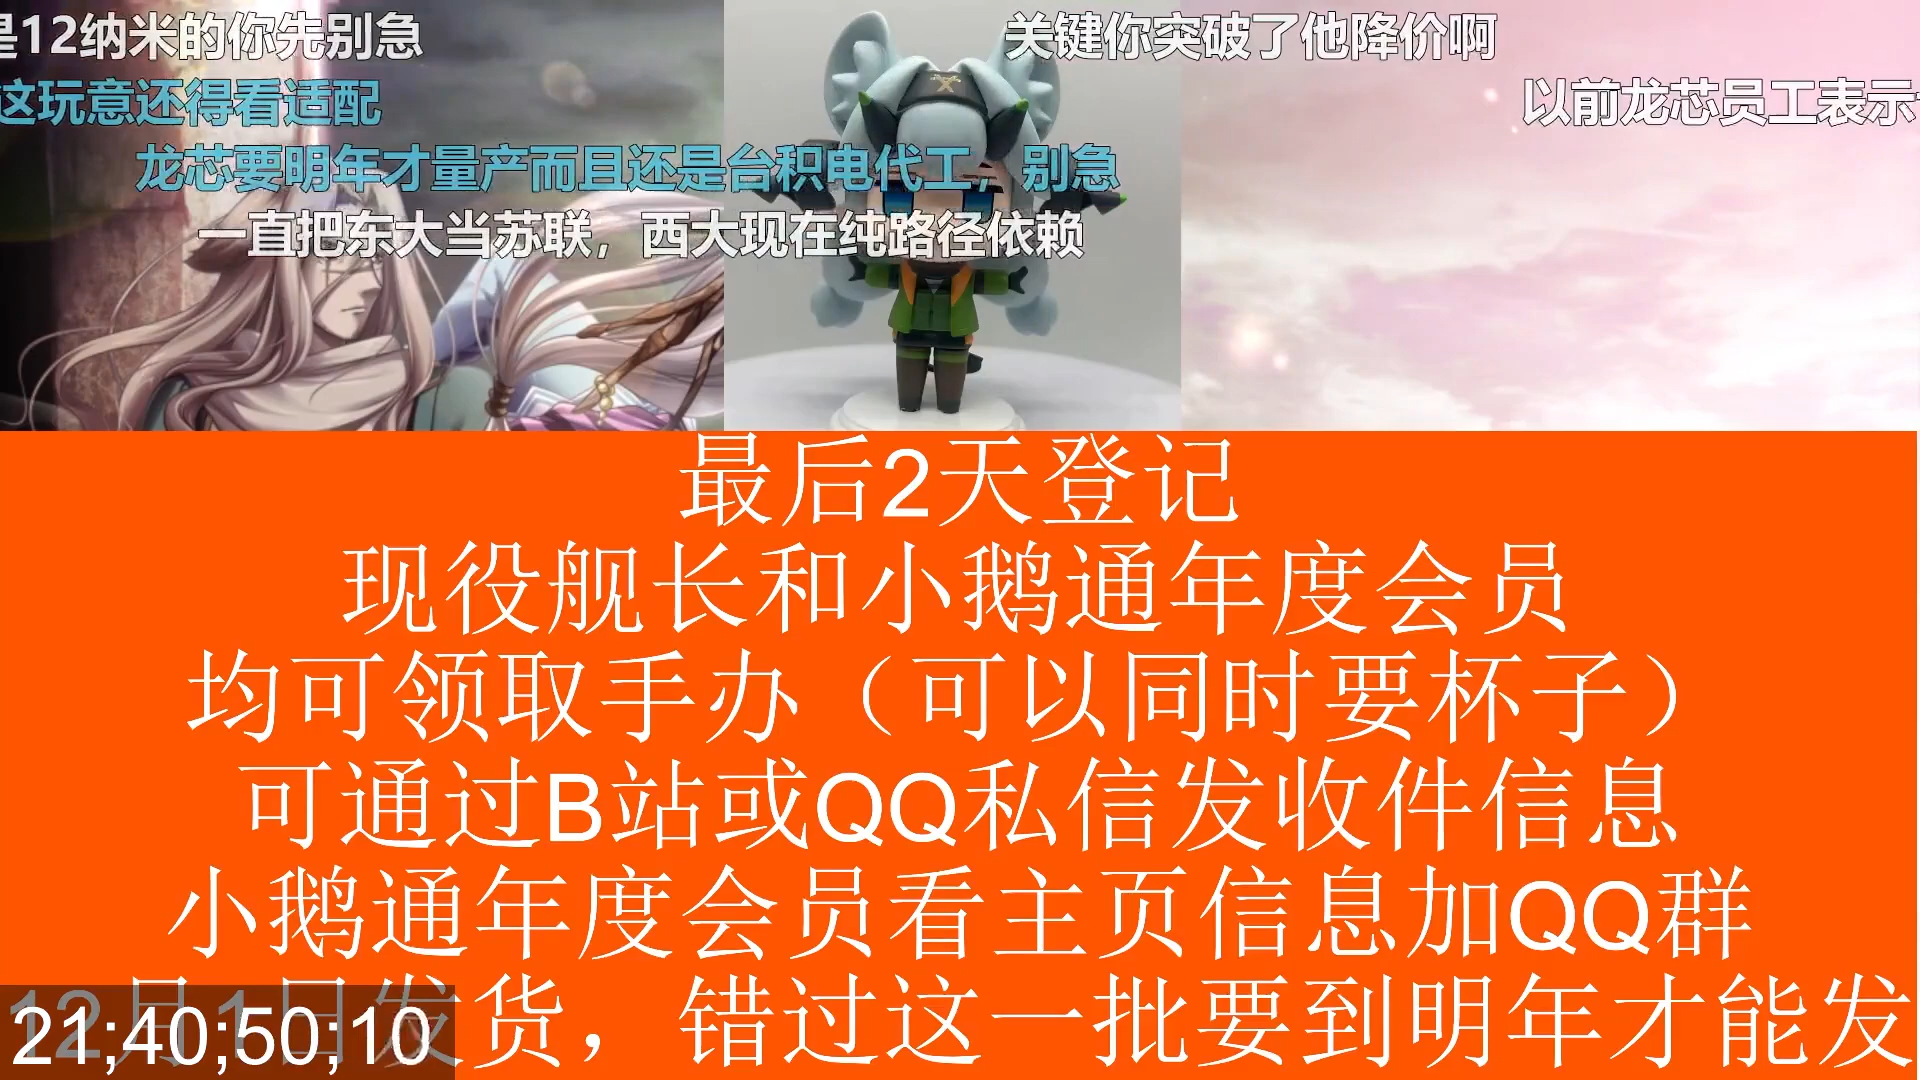 是12纳米的你先别急
关键你突破了他降价啊
这玩意还得看适配
以前龙芯员工表示
龙芯要明年才量产而且还是台积电代工，别急
一直把东大当苏联，西大现在纯路径依赖
最后2天登记
现役舰长和小鹅通年度会员
均可领取手办（可以同时要杯子）
可通过B站或QQ私信发收件信息
小鹅通年度会员看主页信息加QQ群
12月1日发货，错过这一批要到明年才能发
21;40;50;10